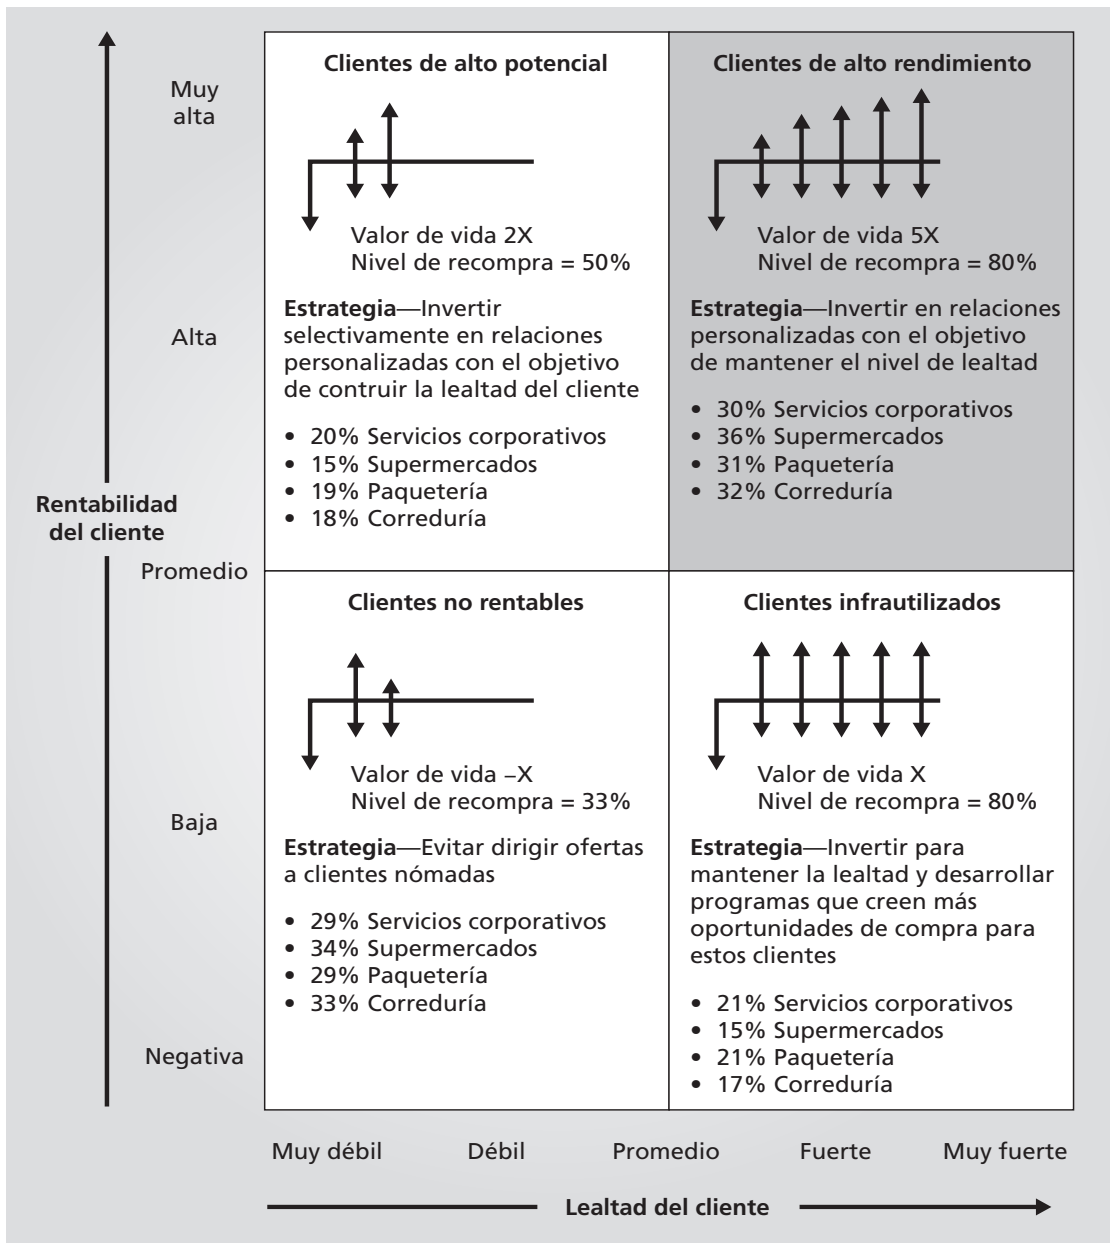 Clientes de alto potencial
Valor de vida 2X
Nivel de recompra = 50%
Estrategia—Invertir
selectivamente en relaciones
personalizadas con el objetivo
de contruir la lealtad del cliente
• 20% Servicios corporativos
• 15% Supermercados
• 19% Paquetería
• 18% Correduría
Clientes de alto rendimiento
Valor de vida 5X
Nivel de recompra = 80%
Estrategia—Invertir en relaciones
personalizadas con el objetivo
de mantener el nivel de lealtad
• 30% Servicios corporativos
• 36% Supermercados
• 31% Paquetería
• 32% Correduría
Clientes no rentables
Valor de vida –X
Nivel de recompra = 33%
Estrategia—Evitar dirigir ofertas
a clientes nómadas
• 29% Servicios corporativos
• 34% Supermercados
• 29% Paquetería
• 33% Correduría
Clientes infrautilizados
Valor de vida X
Nivel de recompra = 80%
Estrategia—Invertir para
mantener la lealtad y desarrollar
programas que creen más
oportunidades de compra para
estos clientes
• 21% Servicios corporativos
• 15% Supermercados
• 21% Paquetería
• 17% Correduría
Muy
alta
Alta
Rentabilidad
del cliente
Promedio
Baja
Negativa
Muy débil
Débil
Promedio
Fuerte
Muy fuerte
Lealtad del cliente